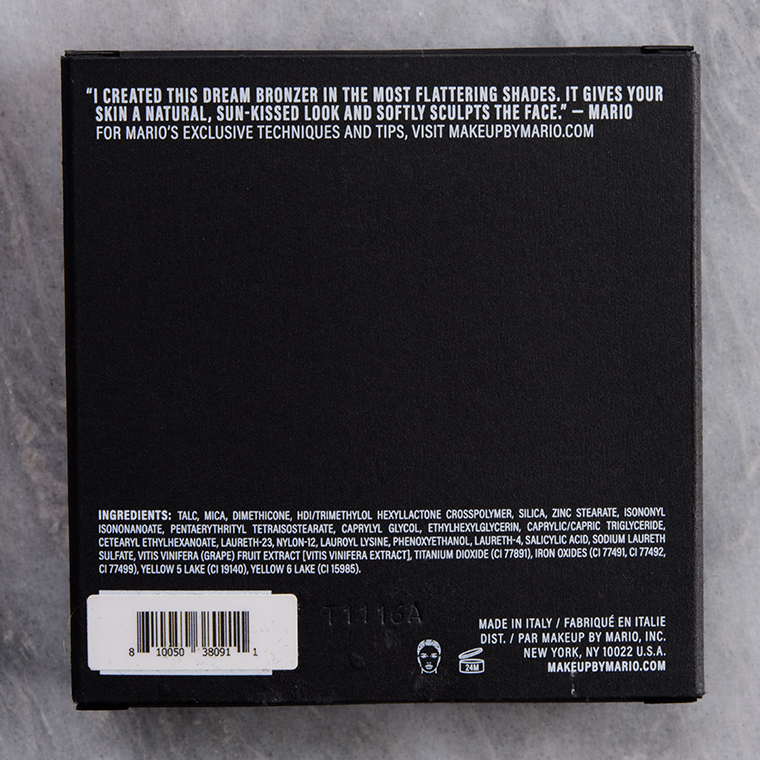 “I CREATED THIS DREAM BRONZER IN THE MOST FLATTERING SHADES. IT GIVES YOUR
SKIN A NATURAL, SUN-KISSED LOOK AND SOFTLY SCULPTS THE FACE.” — MARIO
FOR MARIO’S EXCLUSIVE TECHNIQUES AND TIPS, VISIT MAKEUPBYMARIO.COM
INGREDIENTS: TALC, MICA, DIMETHICONE, HDI/TRIMETHYLOL HEXYLLACTONE CROSSPOLYMER, SILICA, ZINC STEARATE, ISONONYL
ISONONANOATE, PENTAERYTHRITYL TETRAISOSTEARATE, CAPRYLYL GLYCOL, ETHYLHEXYLGLYCERIN, CAPRYLIC/CAPRIC TRIGLYCERIDE,
CETEARYL ETHYLHEXANOATE, LAURETH-23, NYLON-12, LAUROYL LYSINE, PHENOXYETHANOL, LAURETH-4, SALICYLIC ACID, SODIUM LAURETH
SULFATE, VITIS VINIFERA (GRAPE) FRUIT EXTRACT [VITIS VINIFERA EXTRACT], TITANIUM DIOXIDE (CI 77891), IRON OXIDES (CI 77491, CI 77492,
CI 77499), YELLOW 5 LAKE (CI 19140), YELLOW 6 LAKE (CI 15985).
T1116A
8 10050 38091 1
MADE IN ITALY / FABRIQUÉ EN ITALIE
DIST. / PAR MAKEUP BY MARIO, INC.
NEW YORK, NY 10022 U.S.A.
MAKEUPBYMARIO.COM
24M